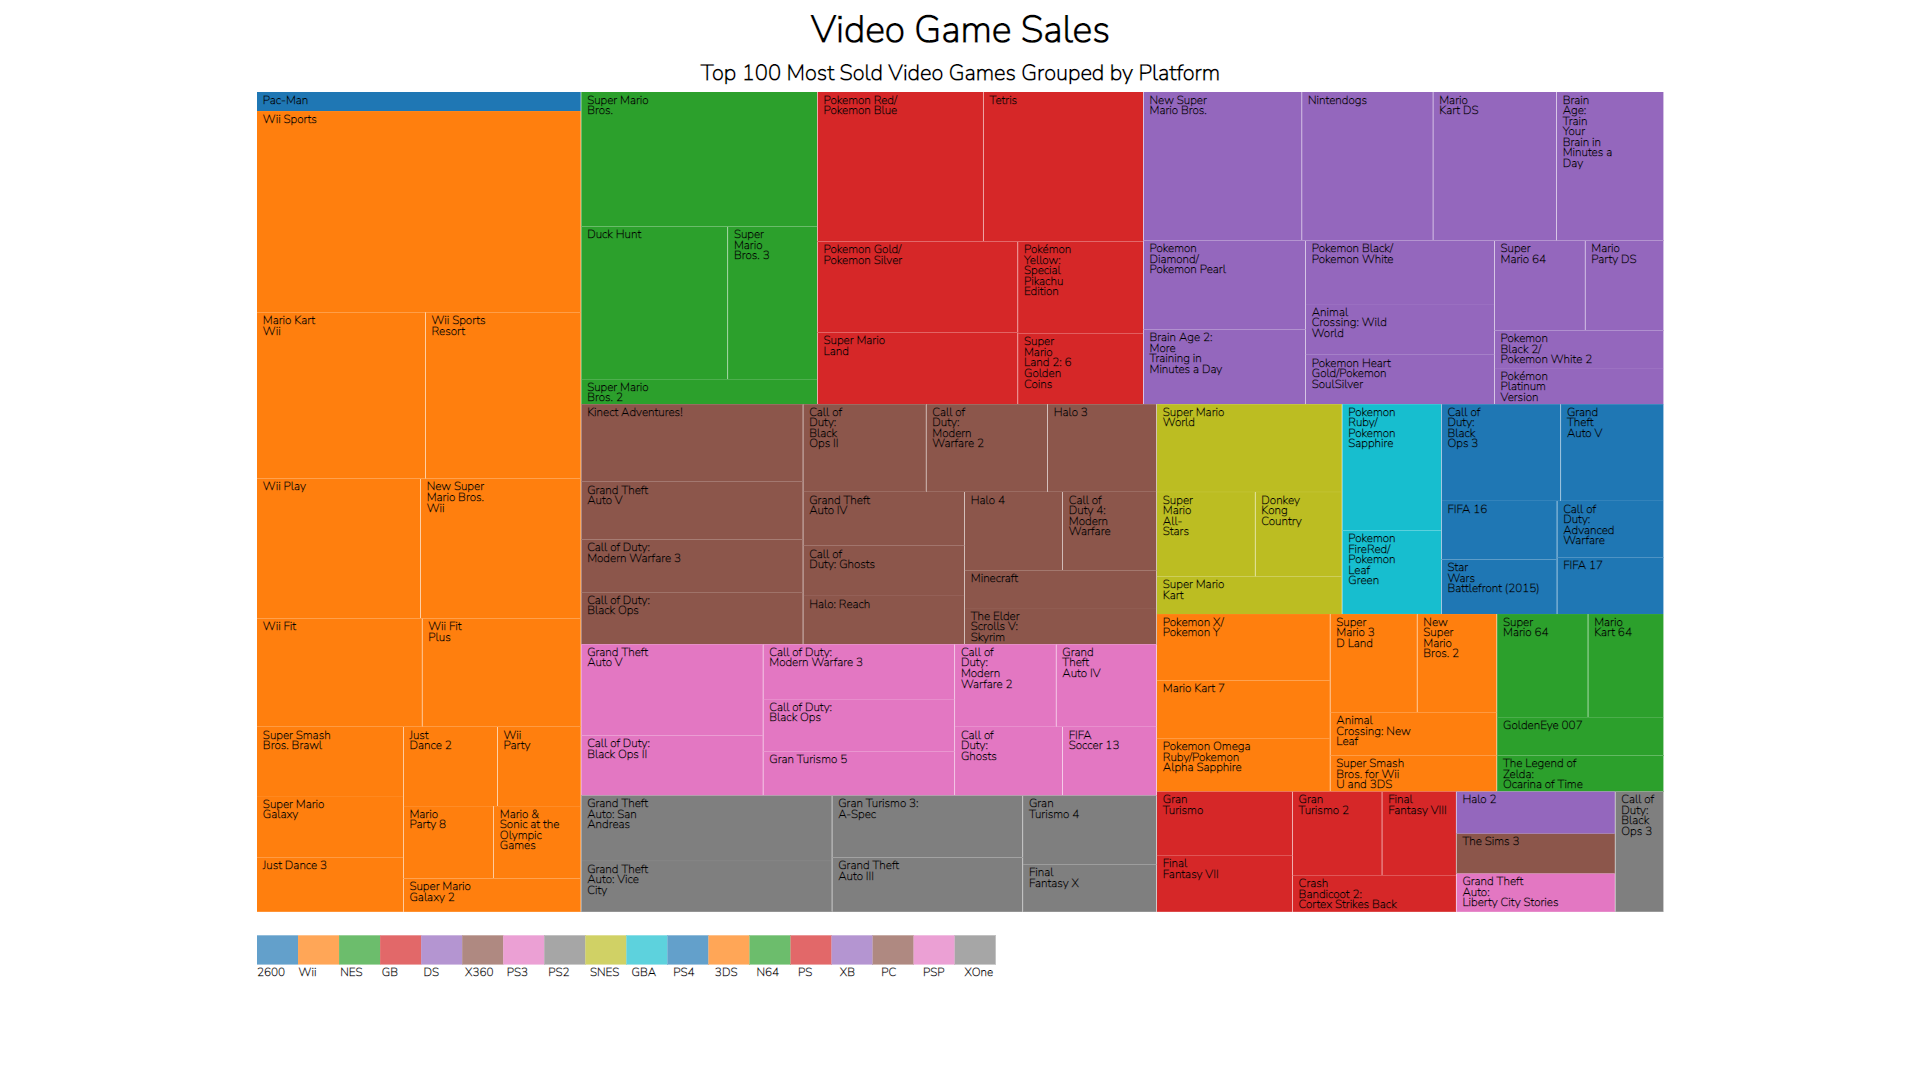 Video Game Sales
Top 100 Most Sold Video Games Grouped by Platform
Pac-Man
Wii Sports
Mario Kart
Wii
Wii Sports
Resort
Wii Play
New Super
Mario Bros.
Wii
Wii Fit
Wii Fit
Plus
Super Smash
Bros. Brawl
Just
Dance 2
Wii
Party
Super Mario
Galaxy
Mario
Party 8
Mario &
Sonic at the
Olympic
Games
Just Dance 3
Super Mario
Galaxy 2
Super Mario
Bros.
Duck Hunt
Super
Mario
Bros. 3
Super Mario
Bros. 2
Pokemon Red/
Pokemon Blue
Tetris
Pokemon Gold/
Pokemon Silver
Pokémon
Yellow:
Special
Pikachu
Edition
Super Mario
Land
Super
Mario
Land 2: 6
Golden
Coins
New Super
Mario Bros.
Nintendogs
Mario
Kart DS
Brain
Age:
Train
Your
Brain in
Minutes a
Day
Pokemon
Diamond/
Pokemon Pearl
Pokemon Black/
Pokemon White
Super
Mario 64
Mario
Party DS
Animal
Crossing: Wild
World
Brain Age 2:
More
Training in
Minutes a Day
Pokemon Heart
Gold/Pokemon
SoulSilver
Pokemon
Black 2/
Pokemon White 2
Pokémon
Platinum
Version
Kinect Adventures!
Grand Theft
Auto V
Call of Duty:
Modern Warfare 3
Call of Duty:
Black Ops
Call of
Duty:
Black
Ops II
Call of
Duty:
Modern
Warfare 2
Halo 3
Grand Theft
Auto IV
Call of
Duty: Ghosts
Halo: Reach
Halo 4
Call of
Duty 4:
Modern
Warfare
Minecraft
The Elder
Scrolls V:
Skyrim
Super Mario
World
Super
Mario
All-
Stars
Donkey
Kong
Country
Super Mario
Kart
Pokemon
Ruby/
Pokemon
Sapphire
Pokemon
FireRed/
Pokemon
Leaf
Green
Call of
Duty:
Black
Ops 3
Grand
Theft
Auto V
FIFA 16
Call of
Duty:
Advanced
Warfare
Star
Wars
Battlefront (2015)
FIFA 17
Grand Theft
Auto V
Call of Duty:
Black Ops II
Call of Duty:
Modern Warfare 3
Call of Duty:
Black Ops
Gran Turismo 5
Call of
Duty:
Modern
Warfare 2
Grand
Theft
Auto IV
Call of
Duty:
Ghosts
FIFA
Soccer 13
Pokemon X/
Pokemon Y
Mario Kart 7
Pokemon Omega
Ruby/Pokemon
Alpha Sapphire
Super
Mario 3
D Land
New
Super
Mario
Bros. 2
Animal
Crossing: New
Leaf
Super Smash
Bros. for Wii
U and 3DS
Super
Mario 64
Mario
Kart 64
GoldenEye 007
The Legend of
Zelda:
Ocarina of Time
Grand Theft
Auto: San
Andreas
Grand Theft
Auto: Vice
City
Gran Turismo 3:
A-Spec
Grand Theft
Auto III
Gran
Turismo 4
Final
Fantasy X
Gran
Turismo
Final
Fantasy VII
Gran
Turismo 2
Final
Fantasy VIII
Crash
Bandicoot 2:
Cortex Strikes Back
Halo 2
The Sims 3
Grand Theft
Auto:
Liberty City Stories
Call of
Duty:
Black
Ops 3
2600 Wii NES GB DS X360 PS3 PS2 SNES GBA PS4 3DS N64 PS XB PC PSP XOne